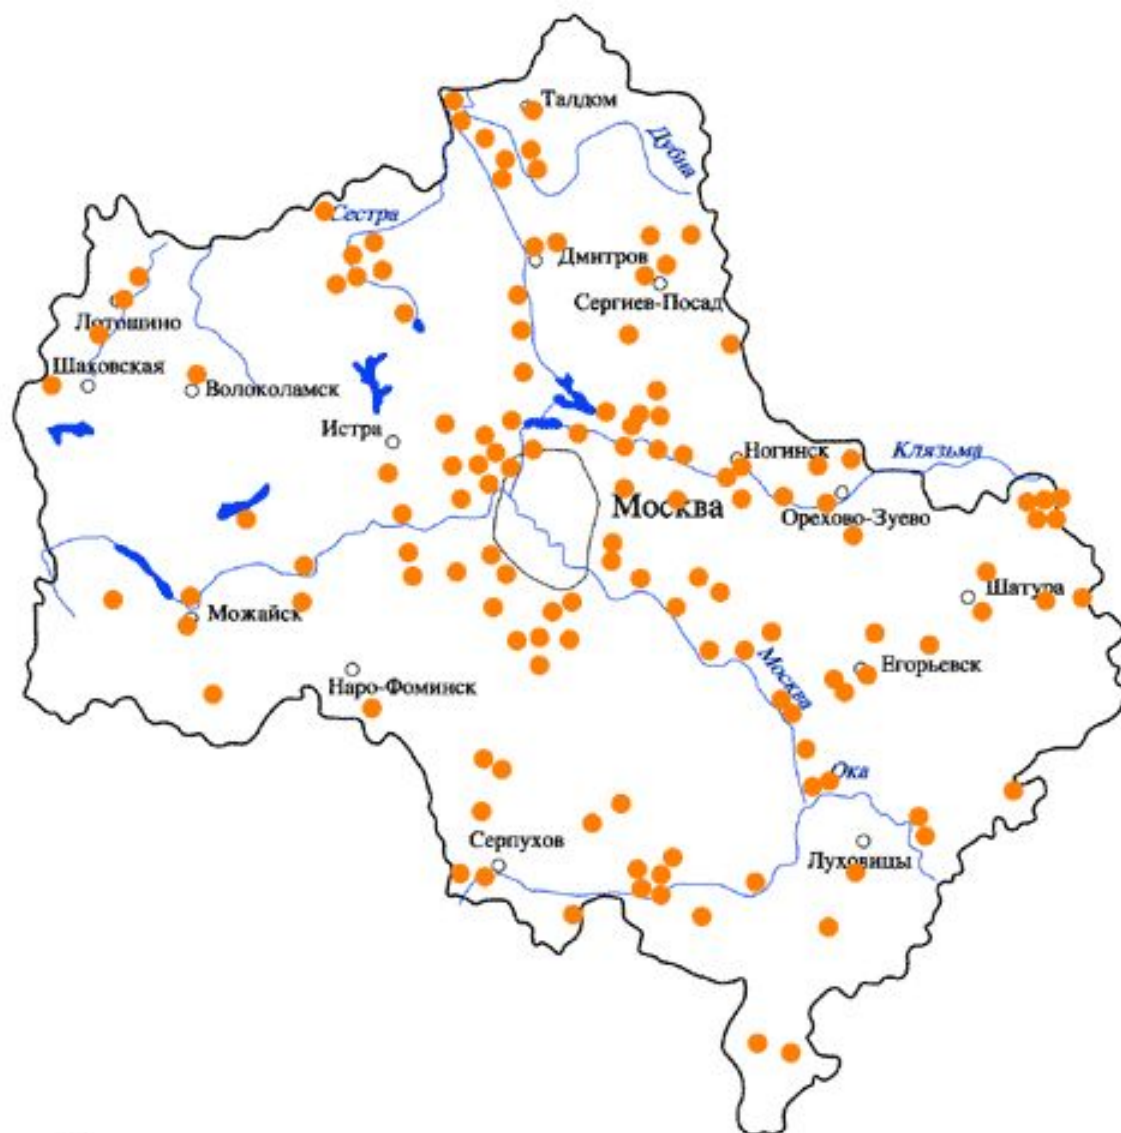 Талдом
Дубна
Сестра
Дмитров
Сергиев-Посад
Лотошино
Шаховская
Волоколамск
Истра
Ногинск
Клязьма
Москва
Орехово-Зуево
Шатура
Можайск
Егорьевск
Москва
Наро-Фоминск
Ока
Серпухов
Луховицы